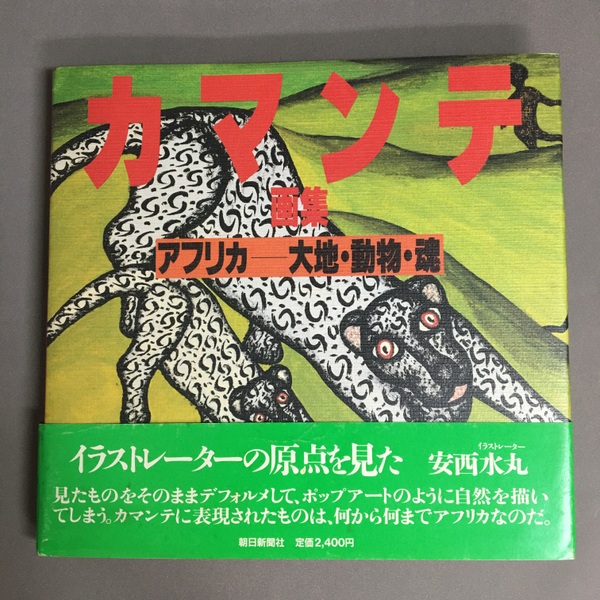 カマンテ
画集
アフリカ──大地・動物・魂
イラストレーターの原点を見た
イラストレーター
安西水丸
見たものをそのままデフォルメして、ポップアートのように自然を描い
てしまう。カマンテに表現されたものは、何から何までアフリカなのだ。
朝日新聞社 定価2,400円